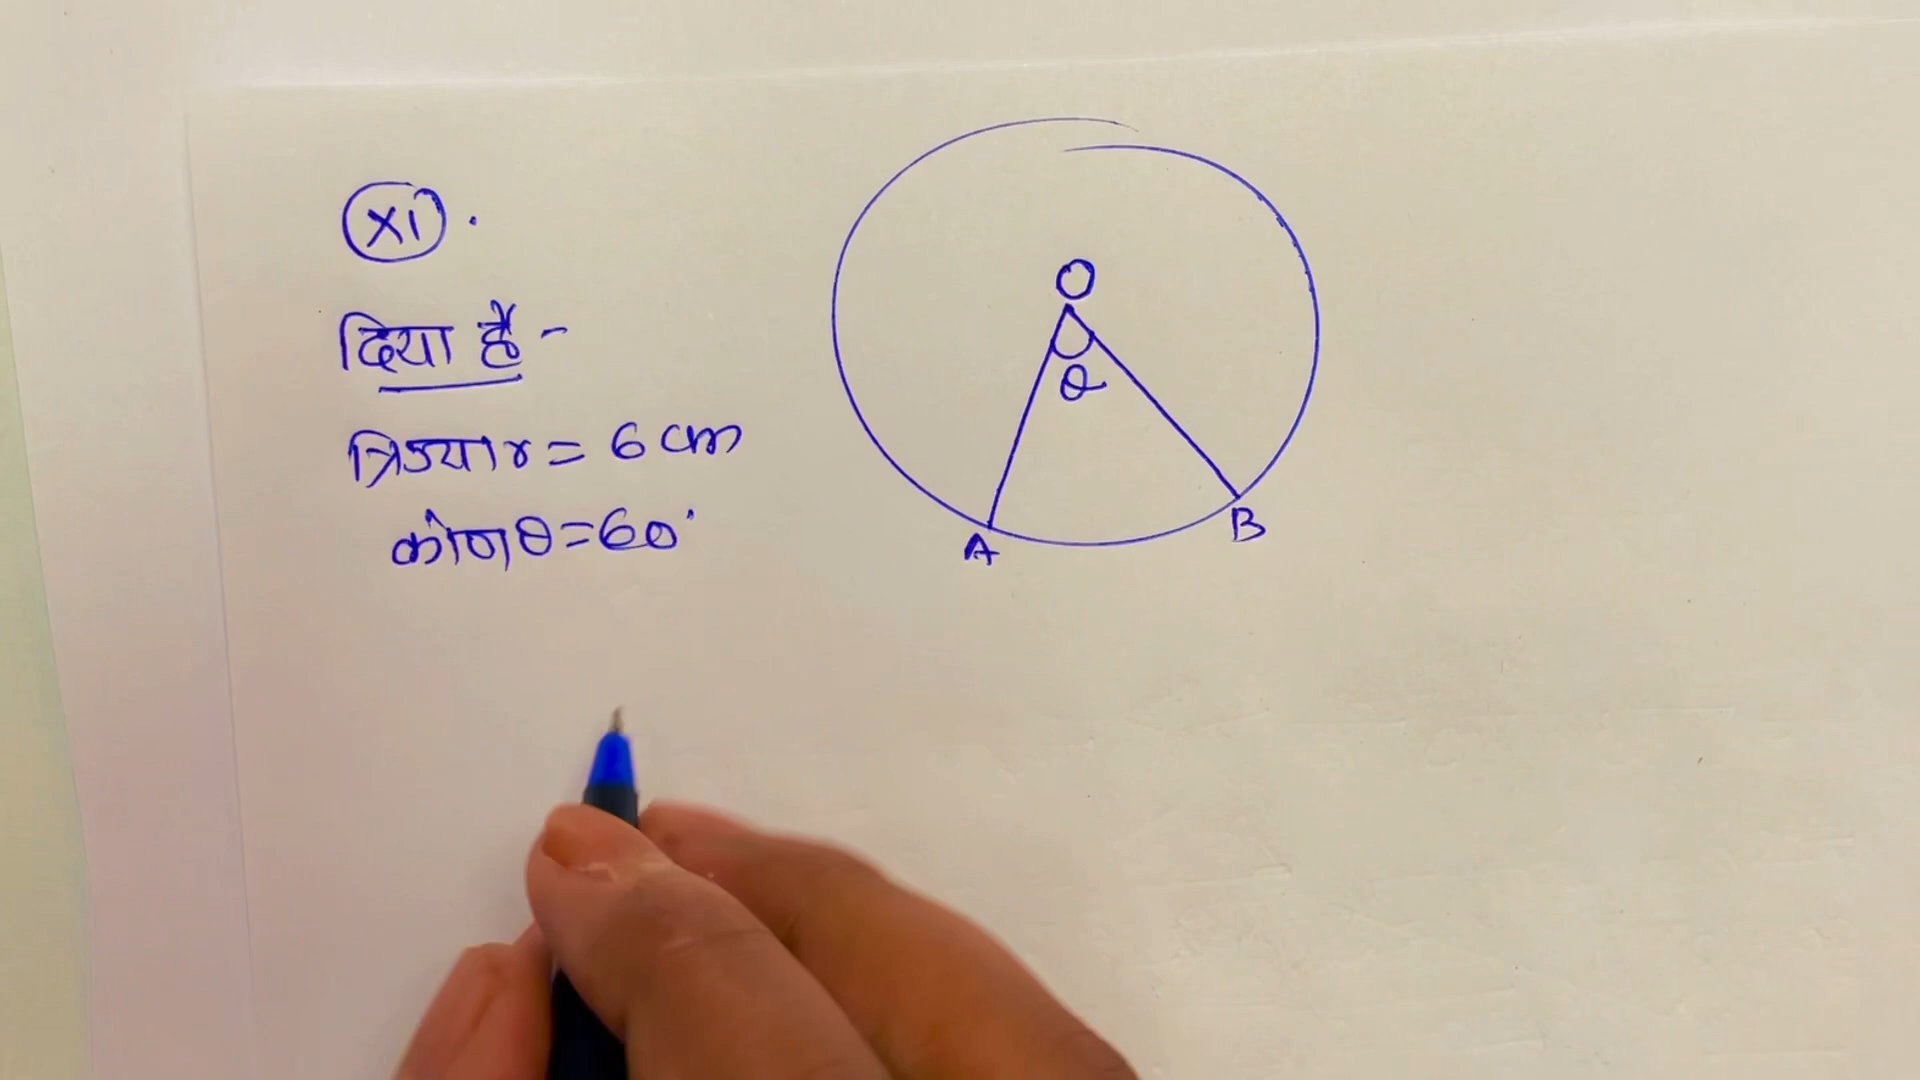 xi .
दिया है -
त्रिज्या r = 6 cm
कोण θ = 60°
O
θ
A
B